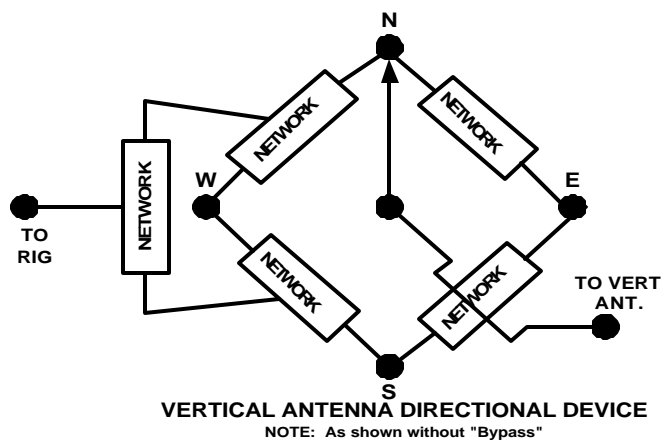 N
NETWORK
NETWORK
NETWORK
W
E
TO
RIG
NETWORK
NETWORK
TO VERT
ANT.
S
VERTICAL ANTENNA DIRECTIONAL DEVICE
NOTE: As shown without "Bypass"